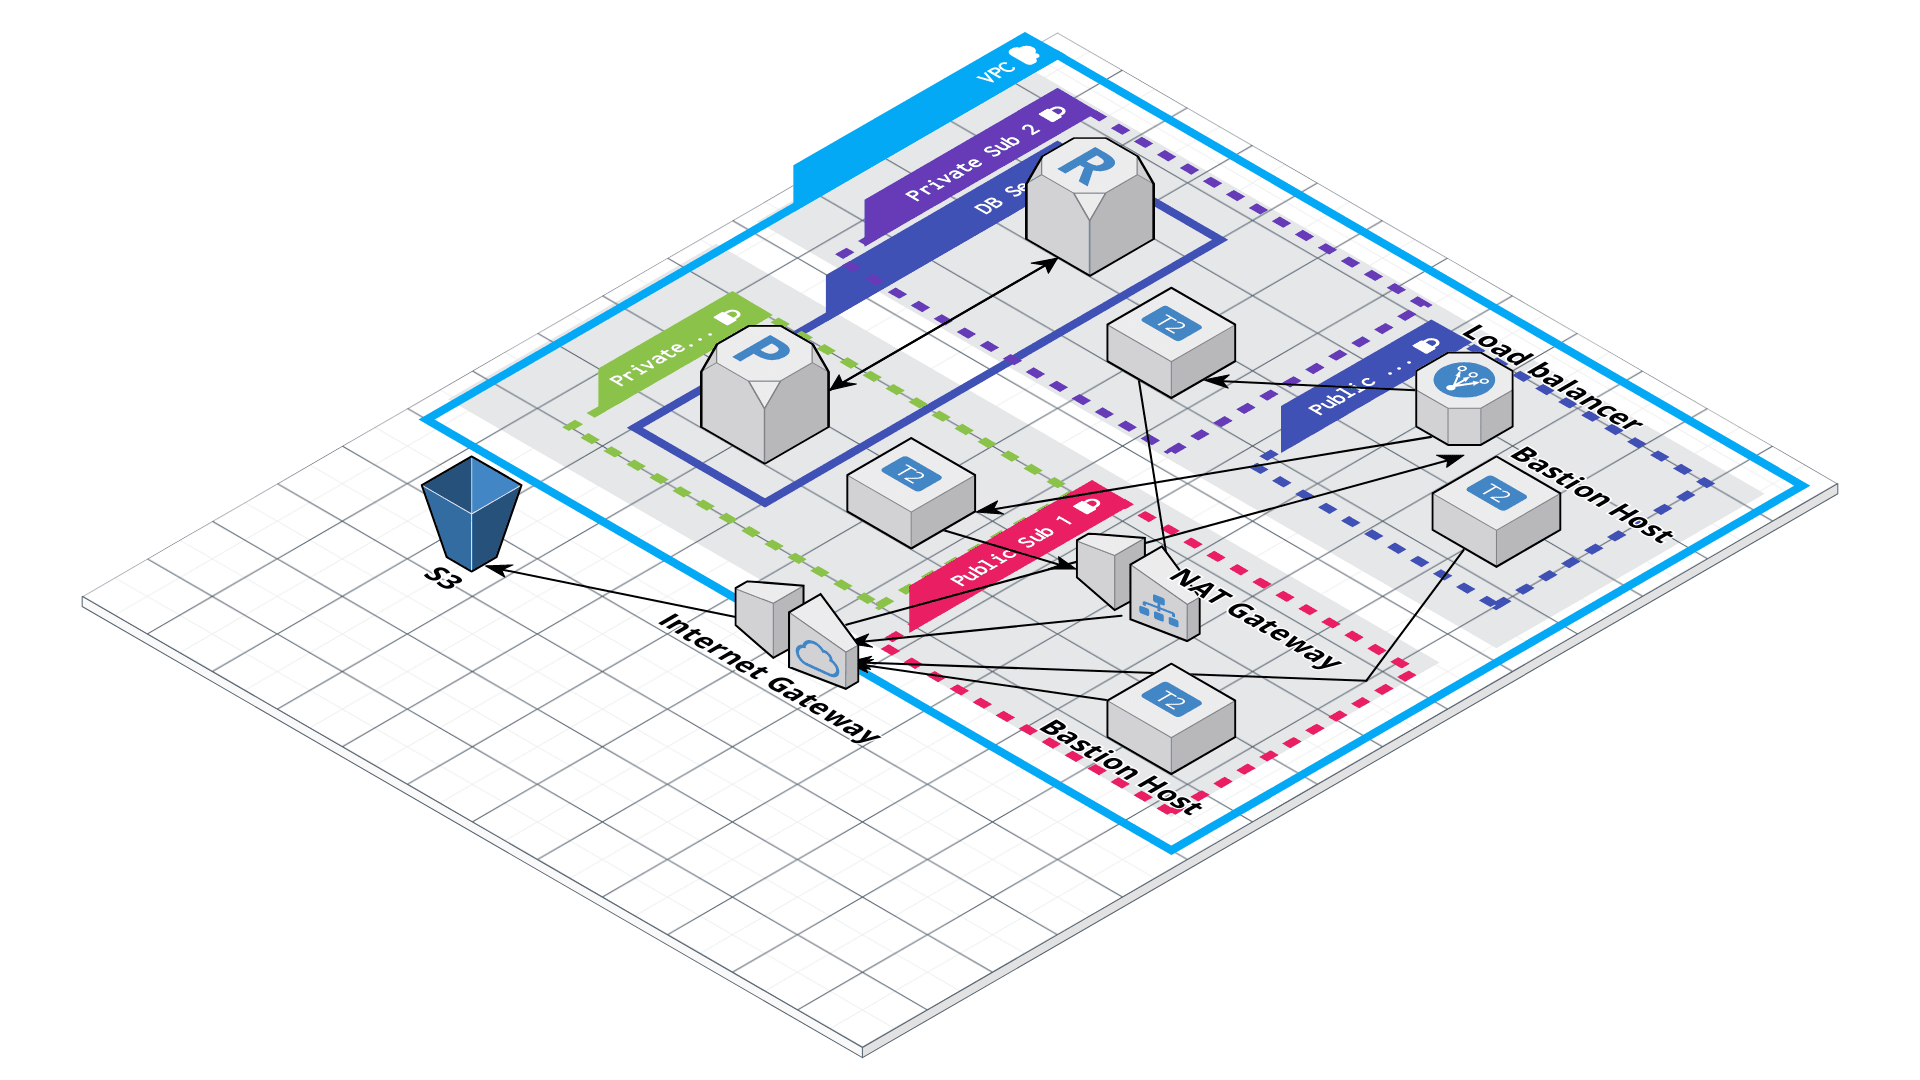 VPC
Private Sub 2
DB Se
R
Private...
P
T2
Public ...
Load balancer
T2
Bastion Host
T2
Public Sub 1
S3
NAT Gateway
Internet Gateway
T2
Bastion Host